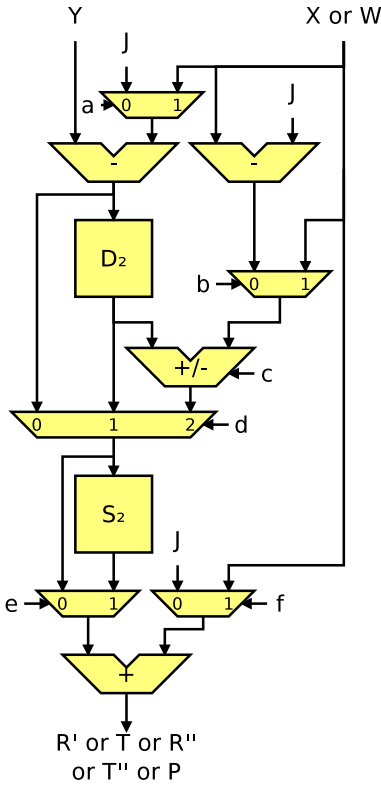 Y
X or W
J
a
0 1
J
-
-
D₂
b
0 1
+/-
c
0 1 2
d
S₂
J
e
0 1
0 1
f
+
R' or T or R''
or T'' or P